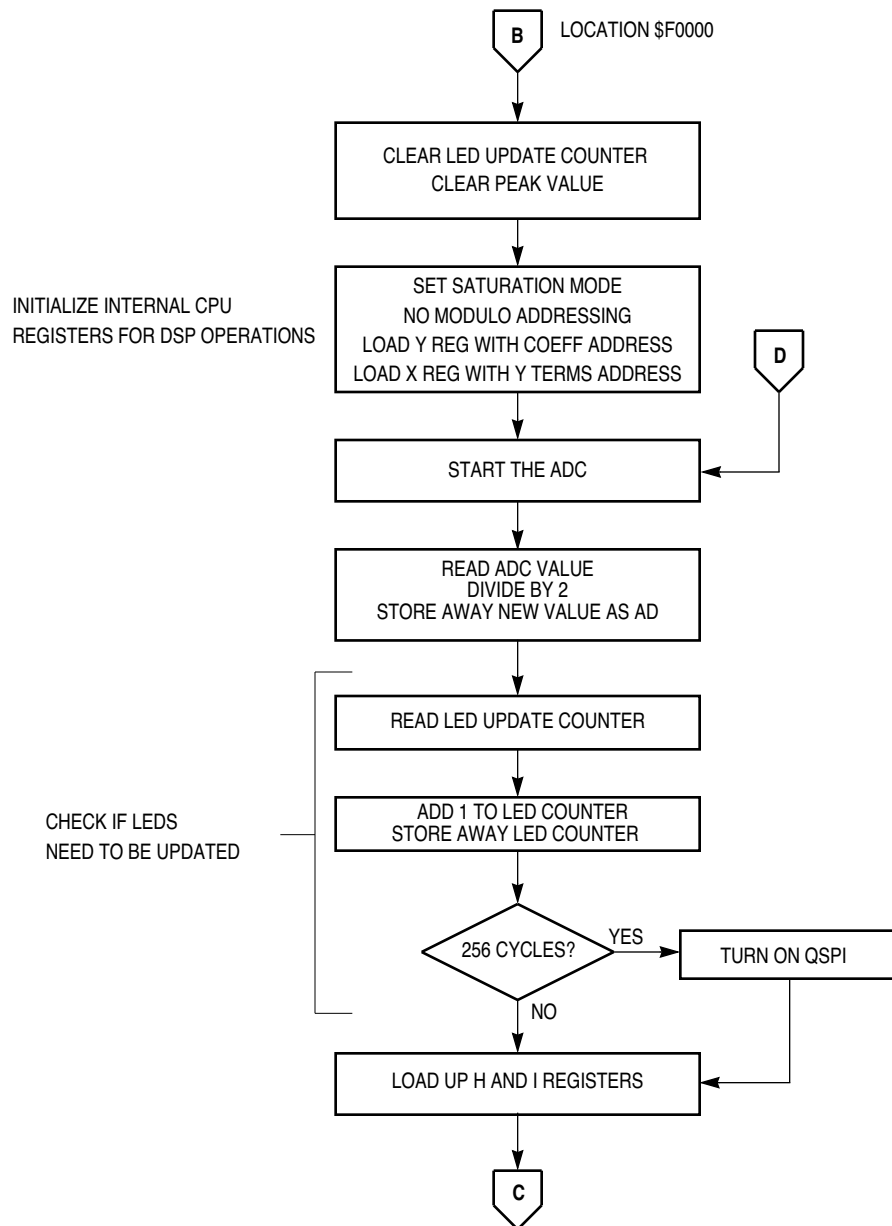 B
LOCATION $F0000
CLEAR LED UPDATE COUNTER
CLEAR PEAK VALUE
INITIALIZE INTERNAL CPU
REGISTERS FOR DSP OPERATIONS
SET SATURATION MODE
NO MODULO ADDRESSING
LOAD Y REG WITH COEFF ADDRESS
LOAD X REG WITH Y TERMS ADDRESS
D
START THE ADC
READ ADC VALUE
DIVIDE BY 2
STORE AWAY NEW VALUE AS AD
READ LED UPDATE COUNTER
CHECK IF LEDS
NEED TO BE UPDATED
ADD 1 TO LED COUNTER
STORE AWAY LED COUNTER
256 CYCLES?
YES
TURN ON QSPI
NO
LOAD UP H AND I REGISTERS
C